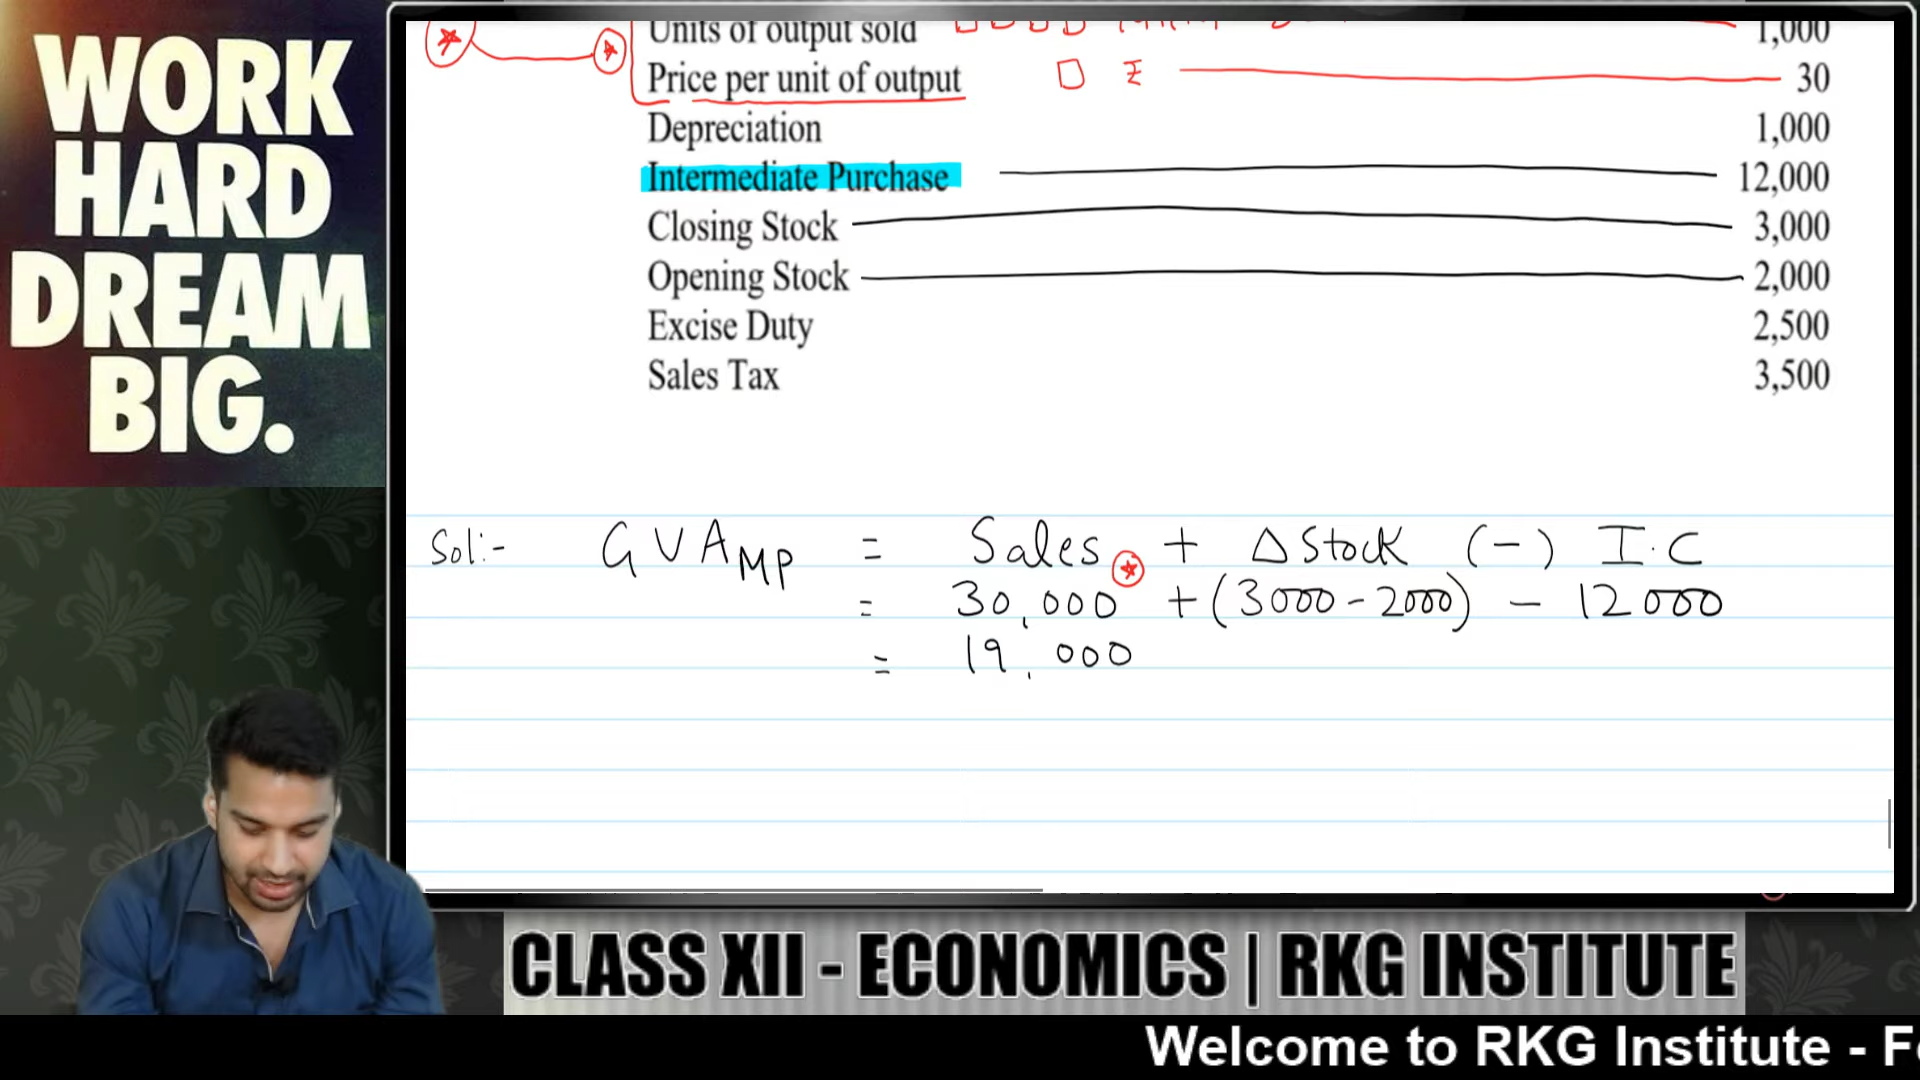 WORK
HARD
DREAM
BIG.
Units of output sold 1,000
Price per unit of output ₹ 30
Depreciation 1,000
Intermediate Purchase 12,000
Closing Stock 3,000
Opening Stock 2,000
Excise Duty 2,500
Sales Tax 3,500
Sol:- GVA MP = Sales + Δ Stock (-) I.C
= 30,000 + (3000 - 2000) - 12000
= 19,000
CLASS XII - ECONOMICS | RKG INSTITUTE
Welcome to RKG Institute - F